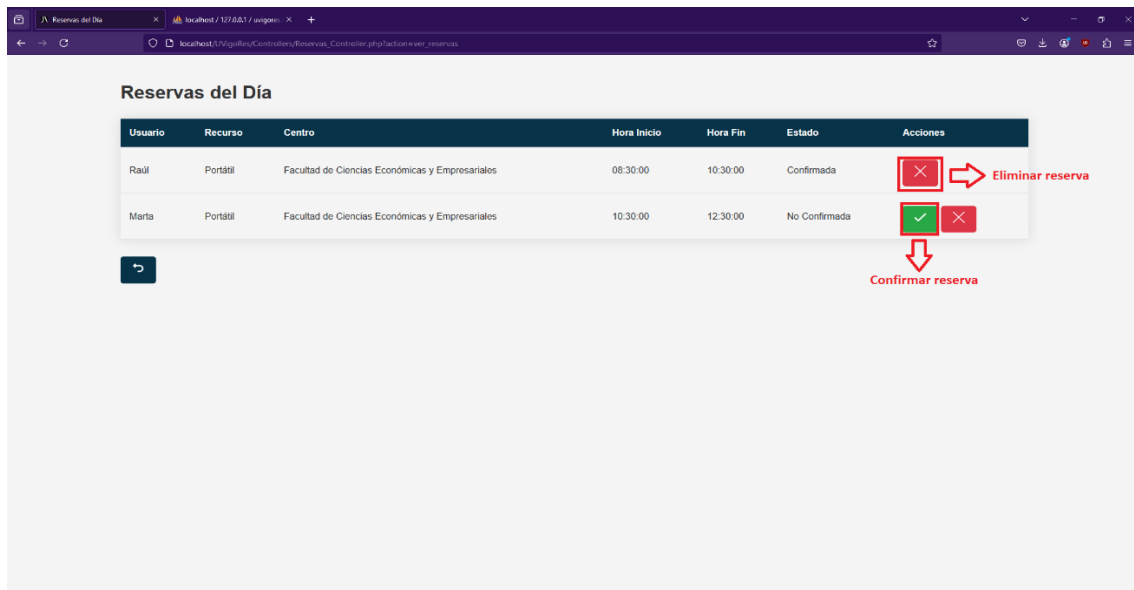 Reservas del Día
localhost / 127.0.0.1 / uvigores
localhost/UVigoRes/Controllers/Reservas_Controller.php?action=ver_reservas
Reservas del Día
Usuario Recurso Centro Hora Inicio Hora Fin Estado Acciones
Raúl Portátil Facultad de Ciencias Económicas y Empresariales 08:30:00 10:30:00 Confirmada
Eliminar reserva
Marta Portátil Facultad de Ciencias Económicas y Empresariales 10:30:00 12:30:00 No Confirmada
Confirmar reserva